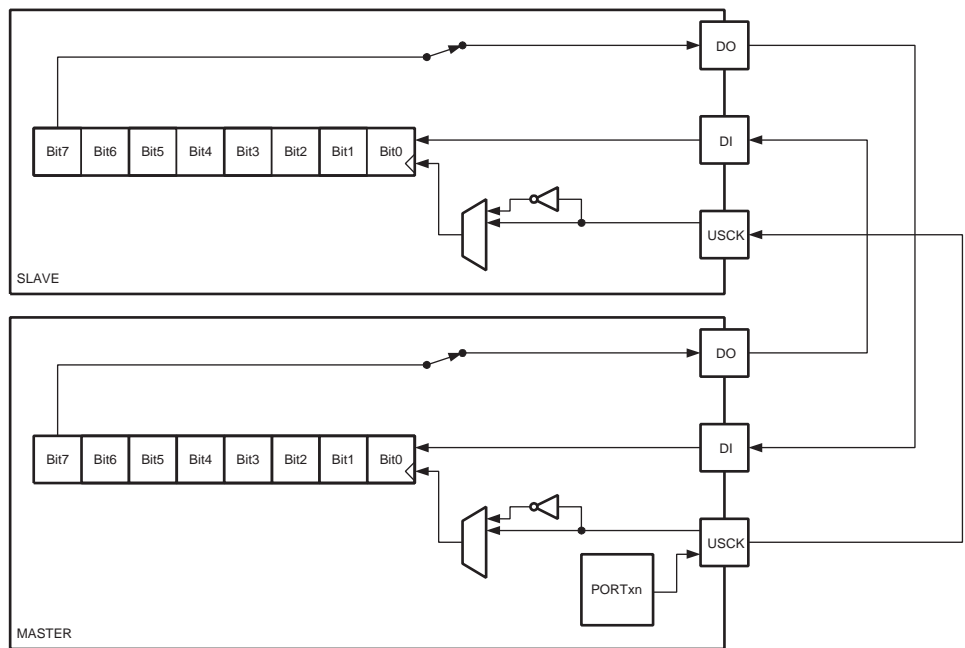 DO
Bit7 Bit6 Bit5 Bit4 Bit3 Bit2 Bit1 Bit0
DI
USCK
SLAVE
DO
Bit7 Bit6 Bit5 Bit4 Bit3 Bit2 Bit1 Bit0
DI
USCK
PORTxn
MASTER